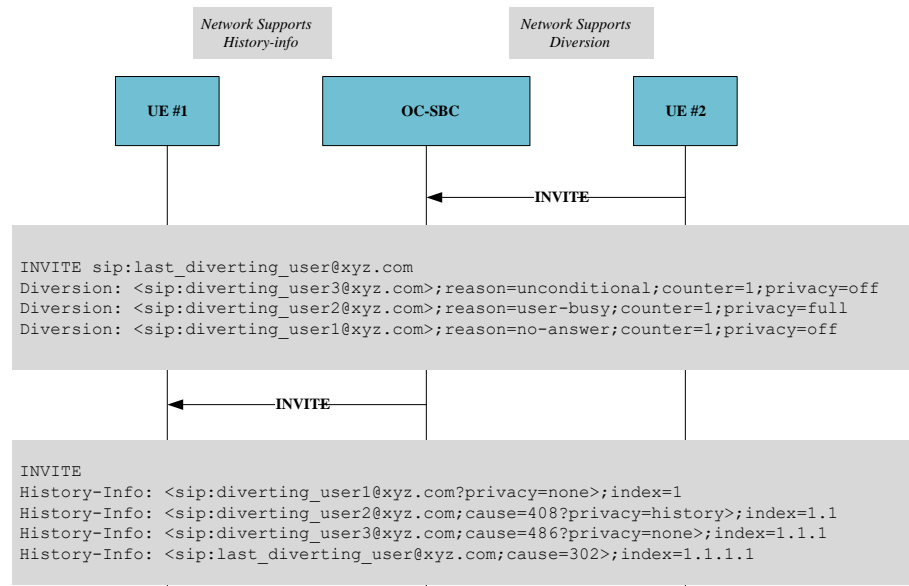 Network Supports
History-info
Network Supports
Diversion
UE #1
OC-SBC
UE #2
INVITE
INVITE sip:last_diverting_user@xyz.com
Diversion: <sip:diverting_user3@xyz.com>;reason=unconditional;counter=1;privacy=off
Diversion: <sip:diverting_user2@xyz.com>;reason=user-busy;counter=1;privacy=full
Diversion: <sip:diverting_user1@xyz.com>;reason=no-answer;counter=1;privacy=off
INVITE
INVITE
History-Info: <sip:diverting_user1@xyz.com?privacy=none>;index=1
History-Info: <sip:diverting_user2@xyz.com;cause=408?privacy=history>;index=1.1
History-Info: <sip:diverting_user3@xyz.com;cause=486?privacy=none>;index=1.1.1
History-Info: <sip:last_diverting_user@xyz.com;cause=302>;index=1.1.1.1